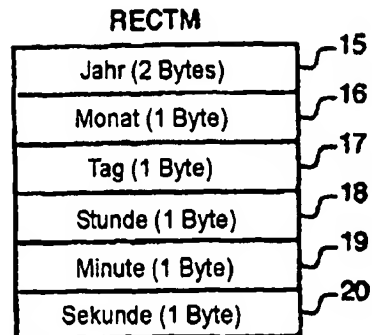 RECTM
Jahr (2 Bytes) 15
Monat (1 Byte) 16
Tag (1 Byte) 17
Stunde (1 Byte) 18
Minute (1 Byte) 19
Sekunde (1 Byte) 20